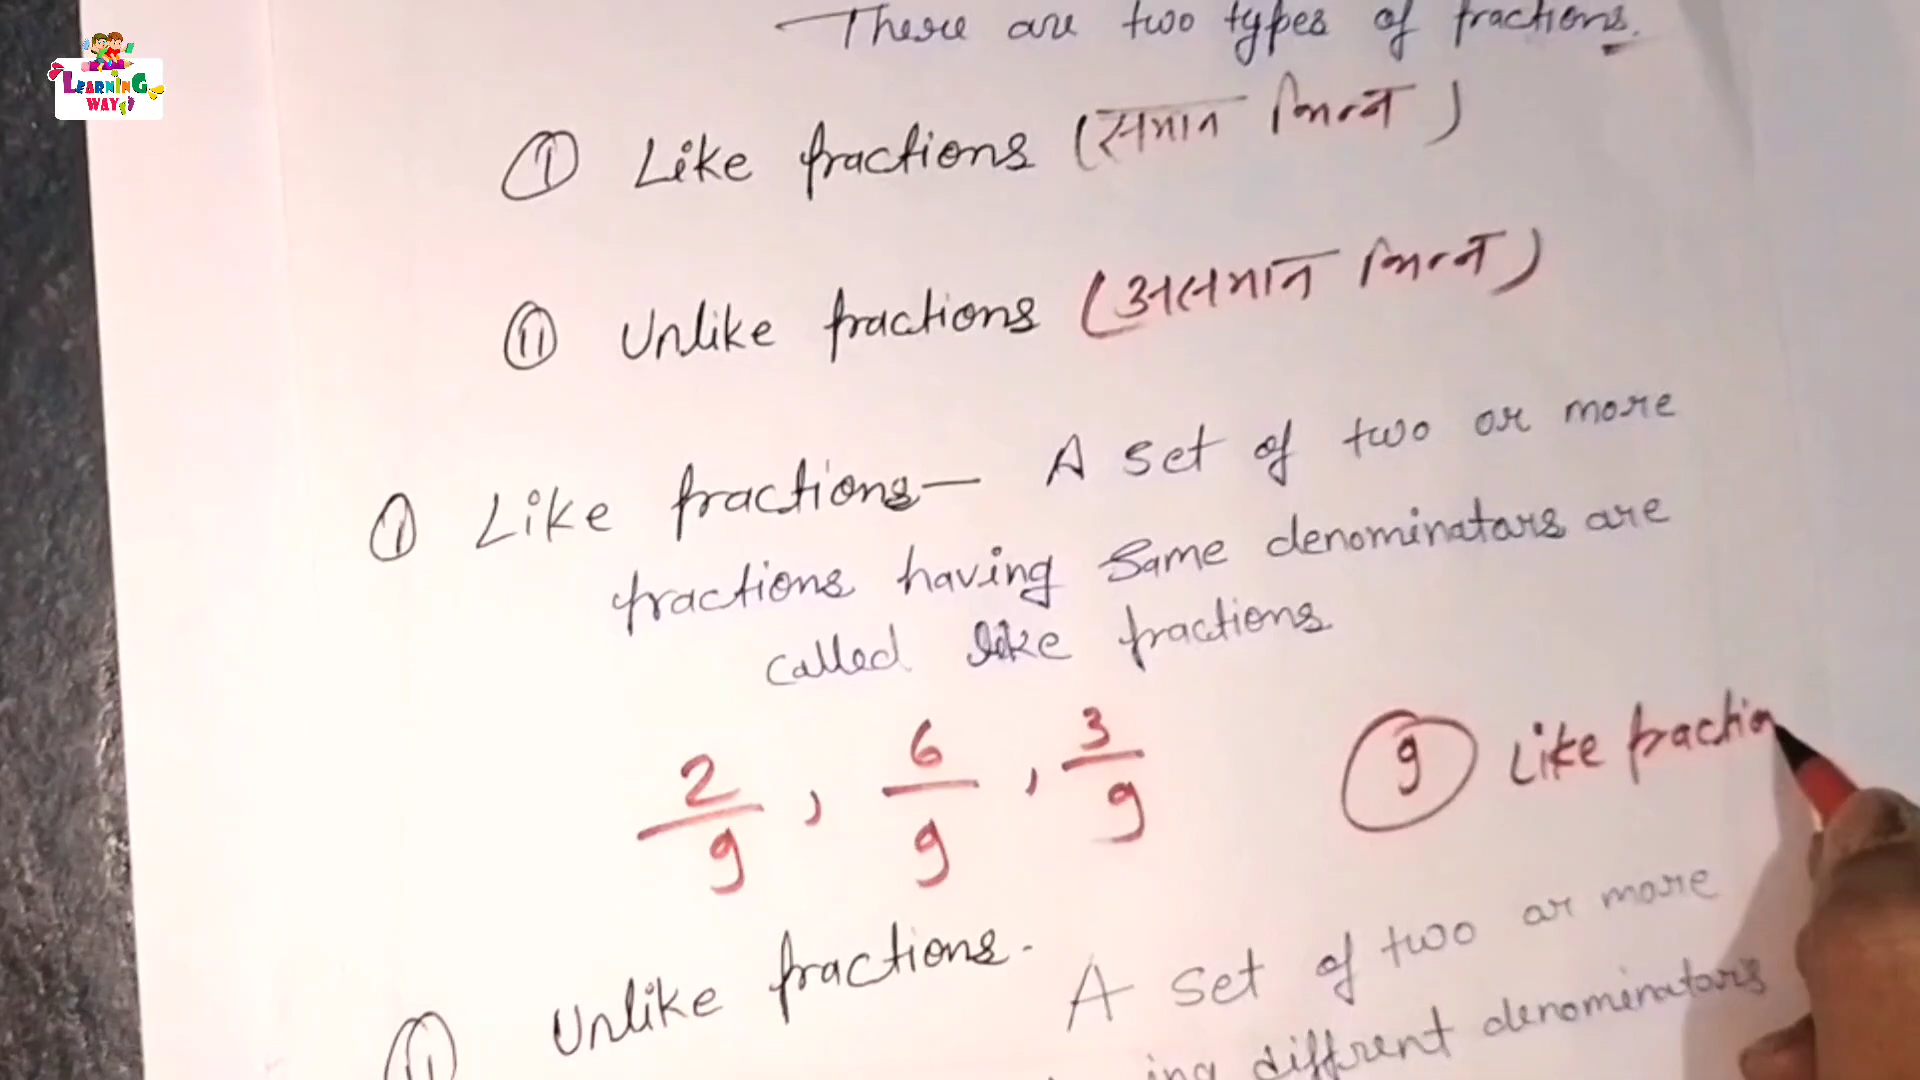 LEARNING
WAY
There are two types of fractions.
I Like fractions (समान भिन्न)
II Unlike fractions (असमान भिन्न)
I Like fractions— A set of two or more
fractions having same denominators are
called like fractions
2/9, 6/9, 3/9 9 Like fractio
II Unlike fractions. A set of two or more
ing diffrent denominators